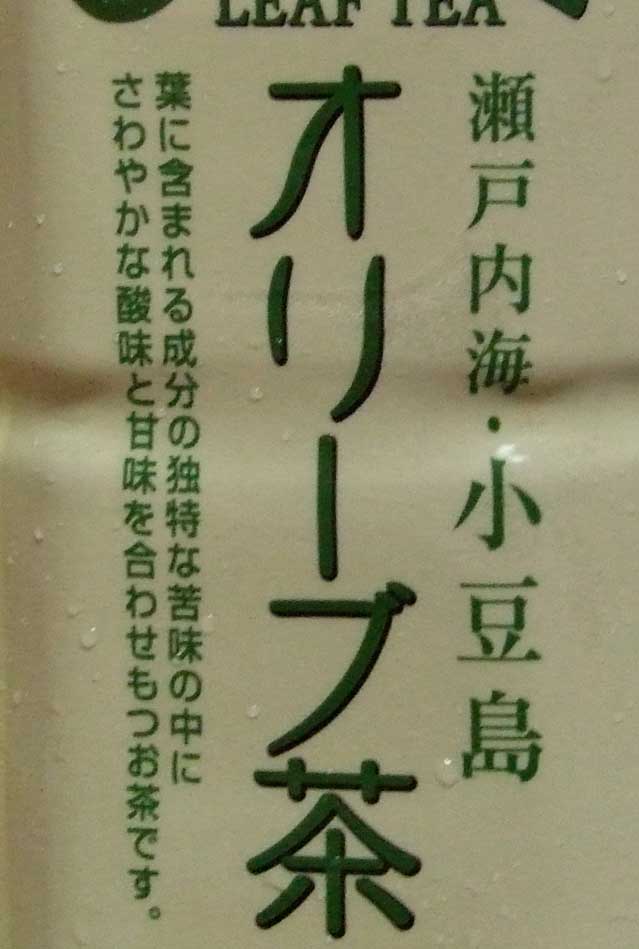 LEAF TEA
瀬戸内海・小豆島
オリーブ茶
葉に含まれる成分の独特な苦味の中に
さわやかな酸味と甘味を合わせもつお茶です。